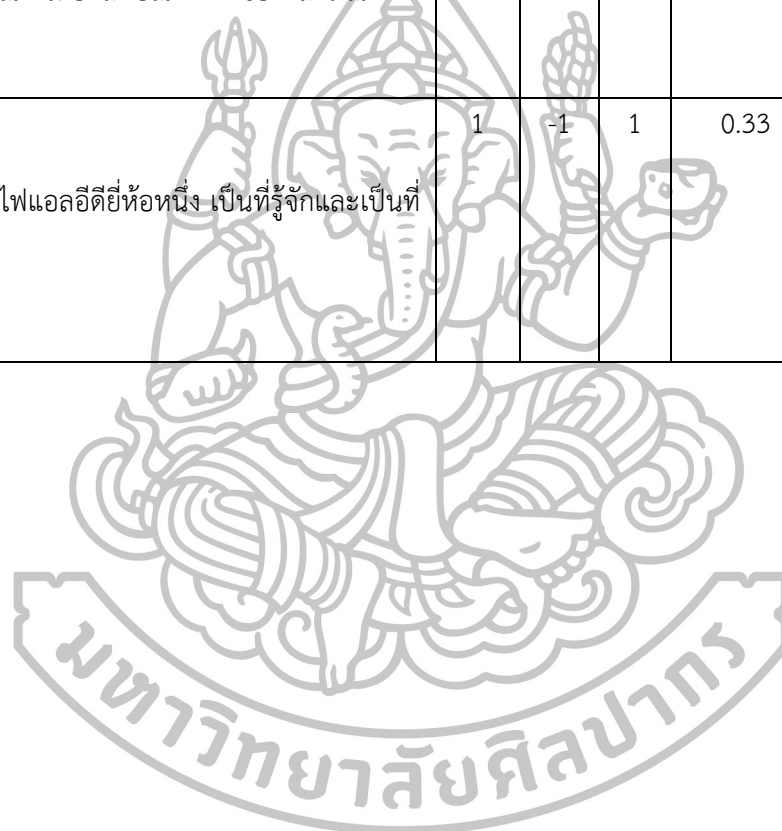 1 -1 1 0.33
ไฟแอลอีดียี่ห้อหนึ่ง เป็นที่รู้จักและเป็นที่
มหาวิทยาลัยศิลปากร